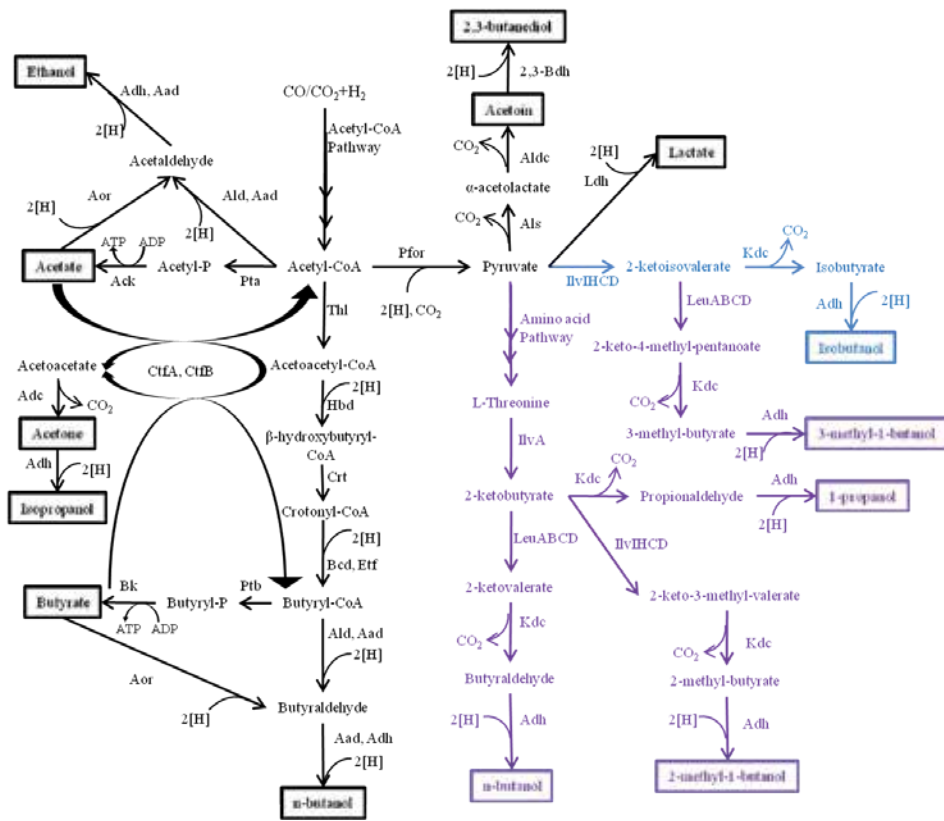 2,3-butanediol
2[H]
2,3-Bdh
Ethanol
Adh, Aad
2[H]
CO/CO₂+H₂
Acetyl-CoA
Pathway
Acetoin
CO₂
Aldc
2[H]
Ldh
Lactate
Acetaldehyde
α-acetolactate
Aor
2[H]
Ald, Aad
2[H]
CO₂
Als
ATP
ADP
Acetate
Ack
Acetyl-P
Pta
Acetyl-CoA
Pfor
2[H], CO₂
Pyruvate
IlvIHCD
2-ketoisovalerate
Kdc
CO₂
Isobutyrate
Thl
Amino acid
Pathway
LeuABCD
Adh
2[H]
Isobutanol
Acetoacetate
CtfA, CtfB
Acetoacetyl-CoA
2-keto-4-methyl-pentanoate
Adc
CO₂
2[H]
Hbd
L-Threonine
CO₂
Kdc
Acetone
β-hydroxybutyryl-
CoA
IlvA
3-methyl-butyrate
Adh
2[H]
3-methyl-1-butanol
Adh
2[H]
Crt
CO₂
Isopropanol
Crotonyl-CoA
2-ketobutyrate
Kdc
Propionaldehyde
Adh
2[H]
1-propanol
2[H]
Bcd, Etf
LeuABCD
IlvIHCD
Butyrate
Bk
Butyryl-P
Ptb
Butyryl-CoA
ATP
ADP
2-ketovalerate
2-keto-3-methyl-valerate
Ald, Aad
2[H]
CO₂
Kdc
CO₂
Kdc
Aor
2[H]
Butyraldehyde
Butyraldehyde
2-methyl-butyrate
Aad, Adh
2[H]
2[H]
Adh
2[H]
Adh
n-butanol
n-butanol
2-methyl-1-butanol